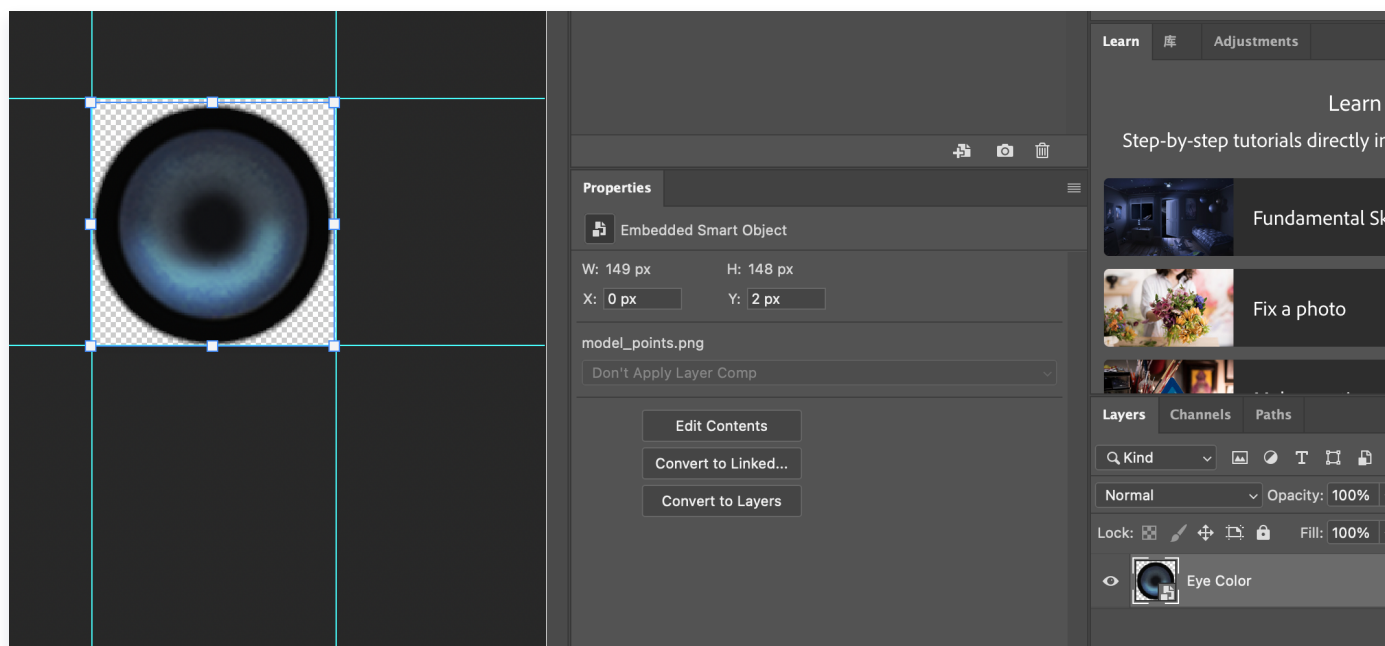 Learn 库 Adjustments
Learn
Step-by-step tutorials directly
Fundamental
Fix a photo
Properties
Embedded Smart Object
W: 149 px H: 148 px
X: 0 px Y: 2 px
model_points.png
Don't Apply Layer Comp
Edit Contents
Convert to Linked...
Convert to Layers
Layers Channels Paths
Kind
Normal Opacity: 100%
Lock: Fill: 100%
Eye Color